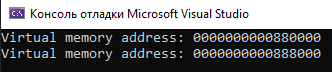 Консоль отладки Microsoft Visual Studio
Virtual memory address: 0000000000880000
Virtual memory address: 0000000000888000